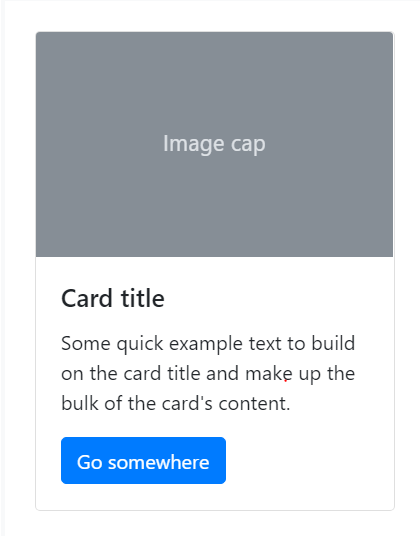 Image cap
Card title
Some quick example text to build
on the card title and make up the
bulk of the card's content.
Go somewhere